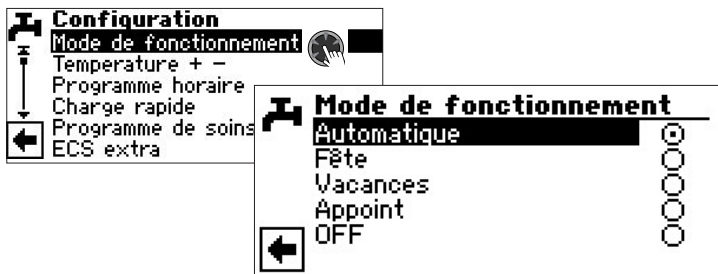 Configuration
Mode de fonctionnement
Temperature + −
Programme horaire
Charge rapide
Programme de soins
ECS extra
Mode de fonctionnement
Automatique
Fête
Vacances
Appoint
OFF